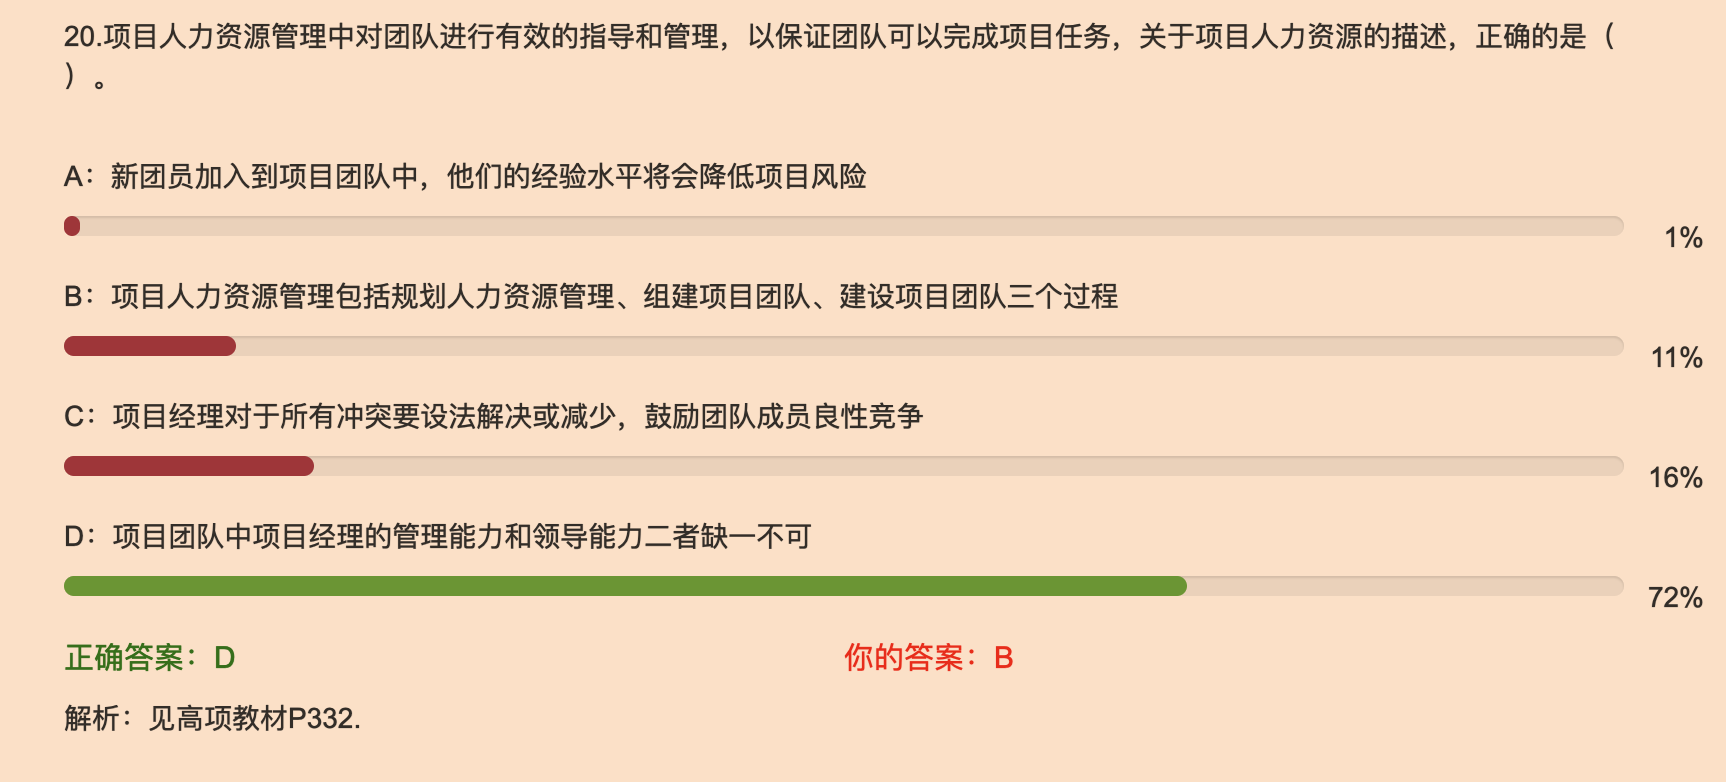 20.项目人力资源管理中对团队进行有效的指导和管理，以保证团队可以完成项目任务，关于项目人力资源的描述，正确的是（
）。
A：新团员加入到项目团队中，他们的经验水平将会降低项目风险
1%
B：项目人力资源管理包括规划人力资源管理、组建项目团队、建设项目团队三个过程
11%
C：项目经理对于所有冲突要设法解决或减少，鼓励团队成员良性竞争
16%
D：项目团队中项目经理的管理能力和领导能力二者缺一不可
72%
正确答案：D 你的答案：B
解析：见高项教材P332.